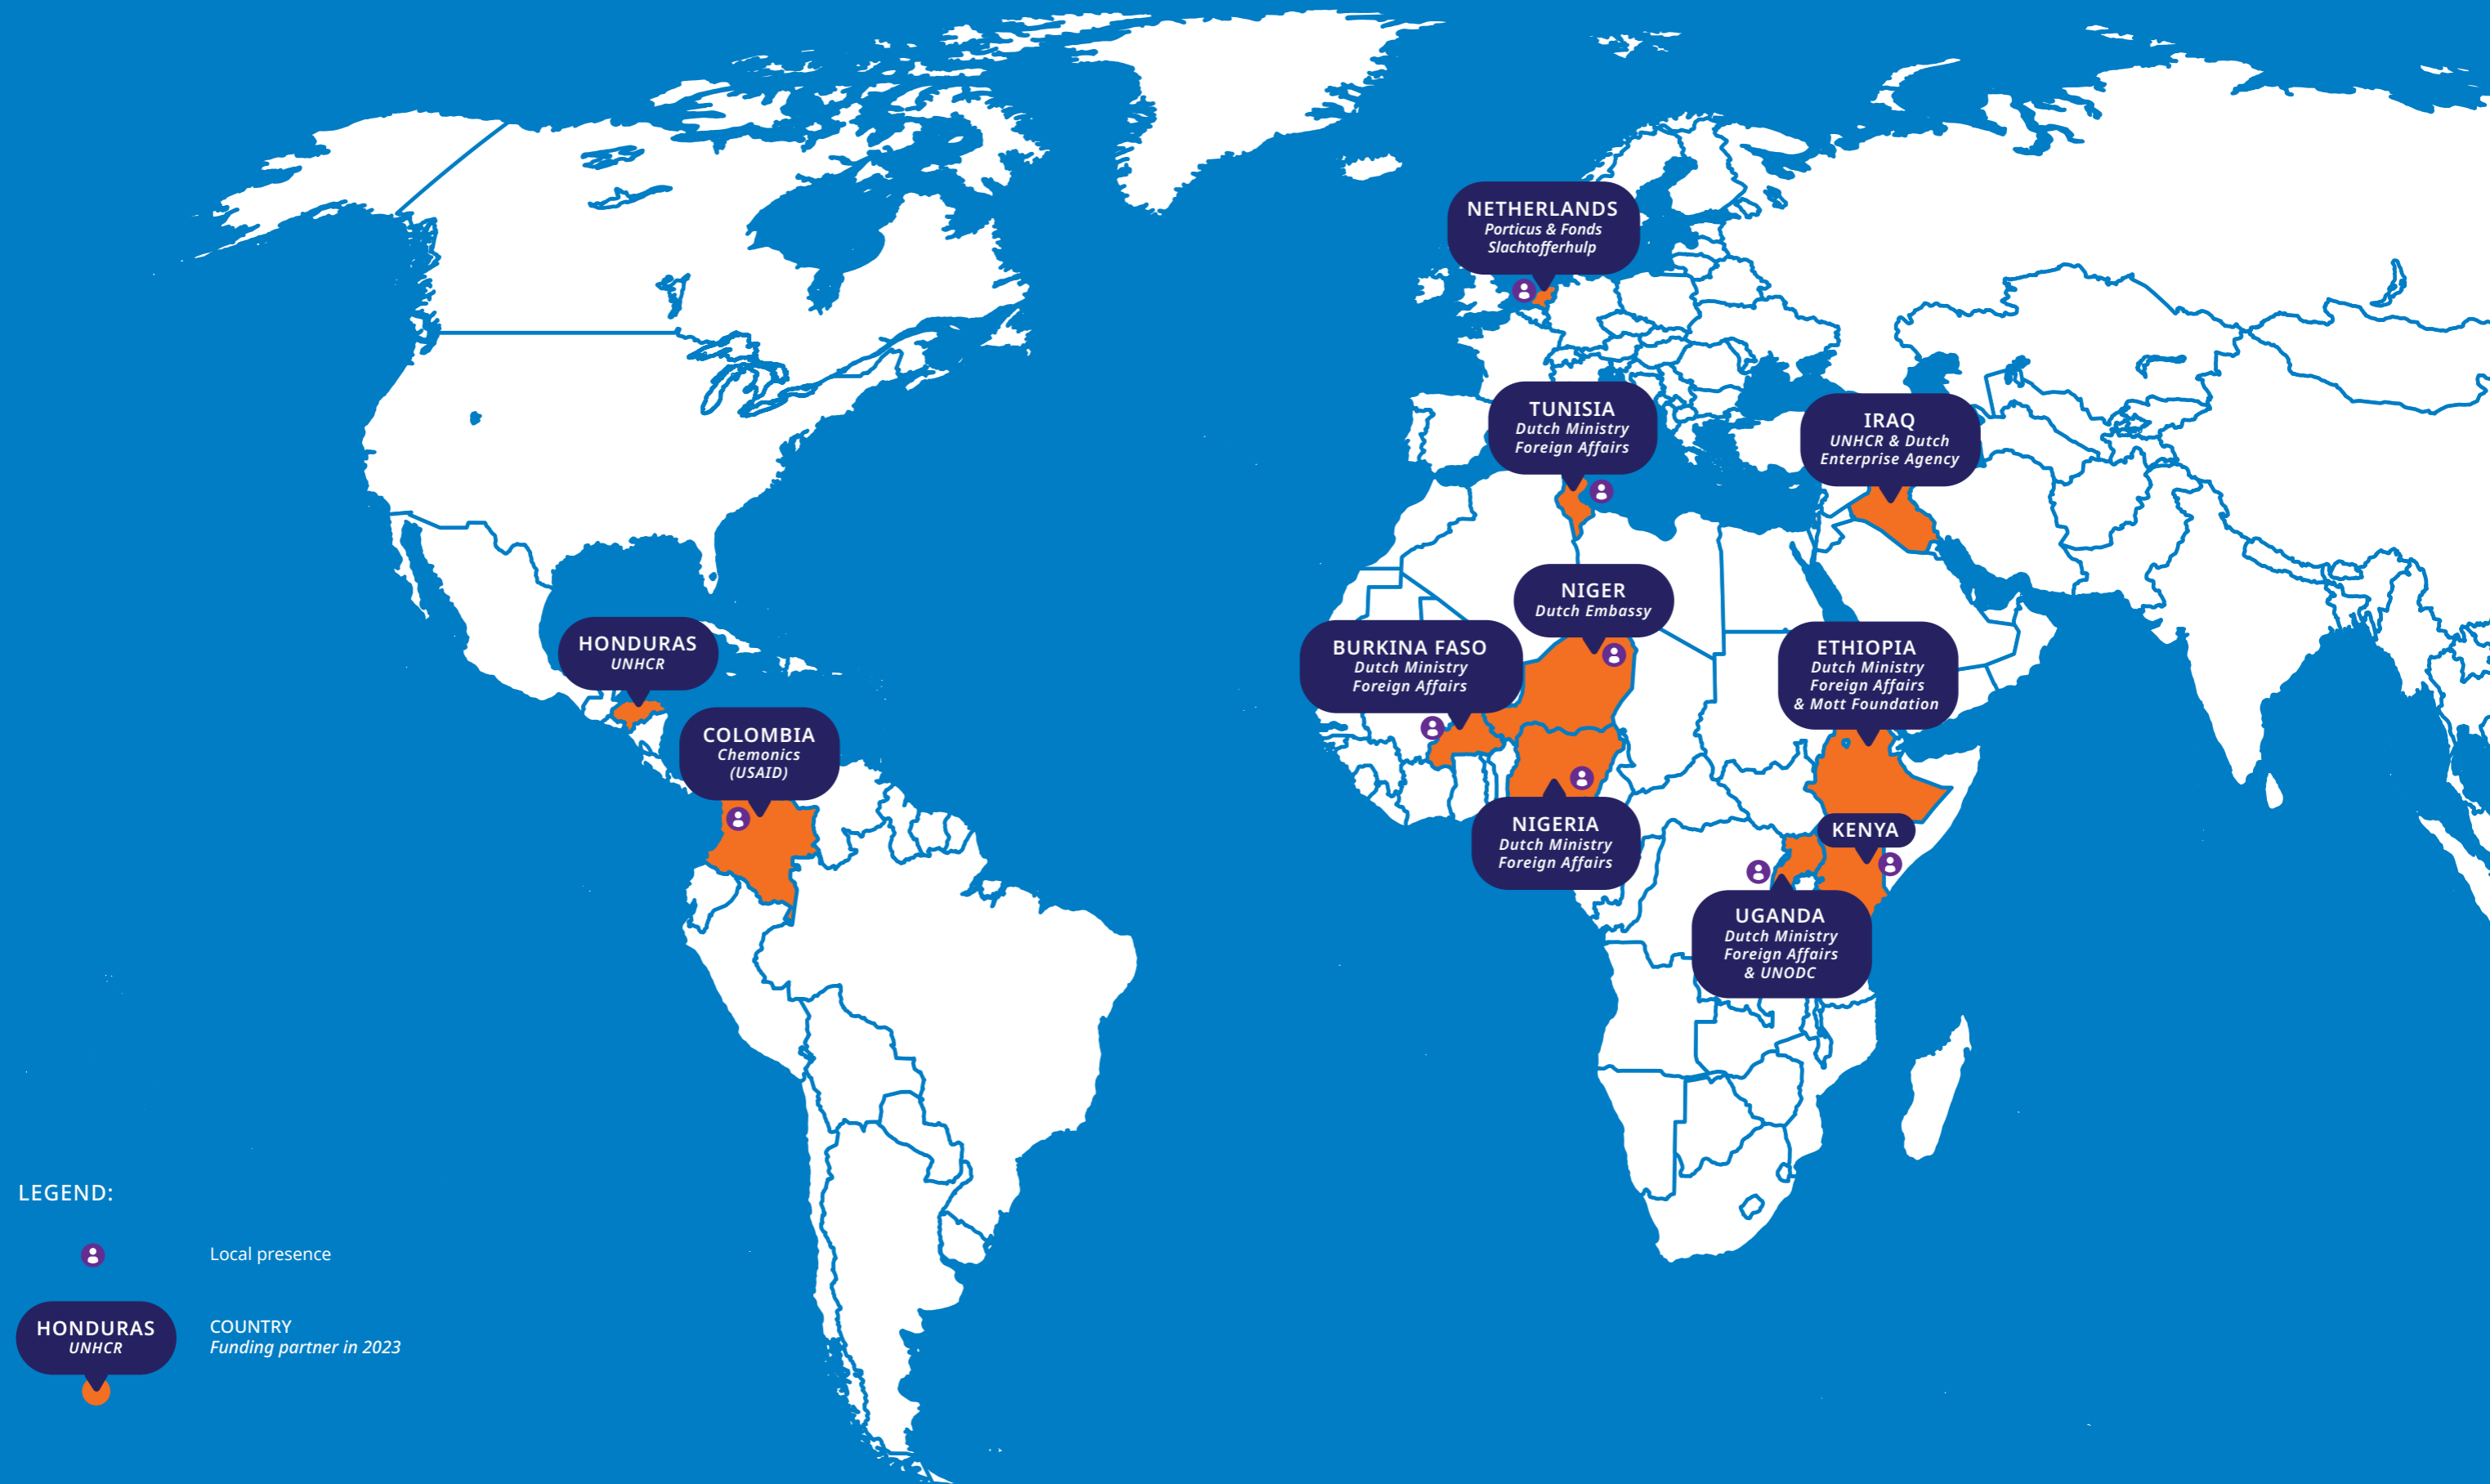 NETHERLANDS
Porticus & Fonds
Slachtofferhulp
TUNISIA
Dutch Ministry
Foreign Affairs
IRAQ
UNHCR & Dutch
Enterprise Agency
NIGER
Dutch Embassy
HONDURAS
UNHCR
BURKINA FASO
Dutch Ministry
Foreign Affairs
ETHIOPIA
Dutch Ministry
Foreign Affairs
& Mott Foundation
COLOMBIA
Chemonics
(USAID)
NIGERIA
Dutch Ministry
Foreign Affairs
KENYA
UGANDA
Dutch Ministry
Foreign Affairs
& UNODC
LEGEND:
Local presence
HONDURAS
UNHCR
COUNTRY
Funding partner in 2023